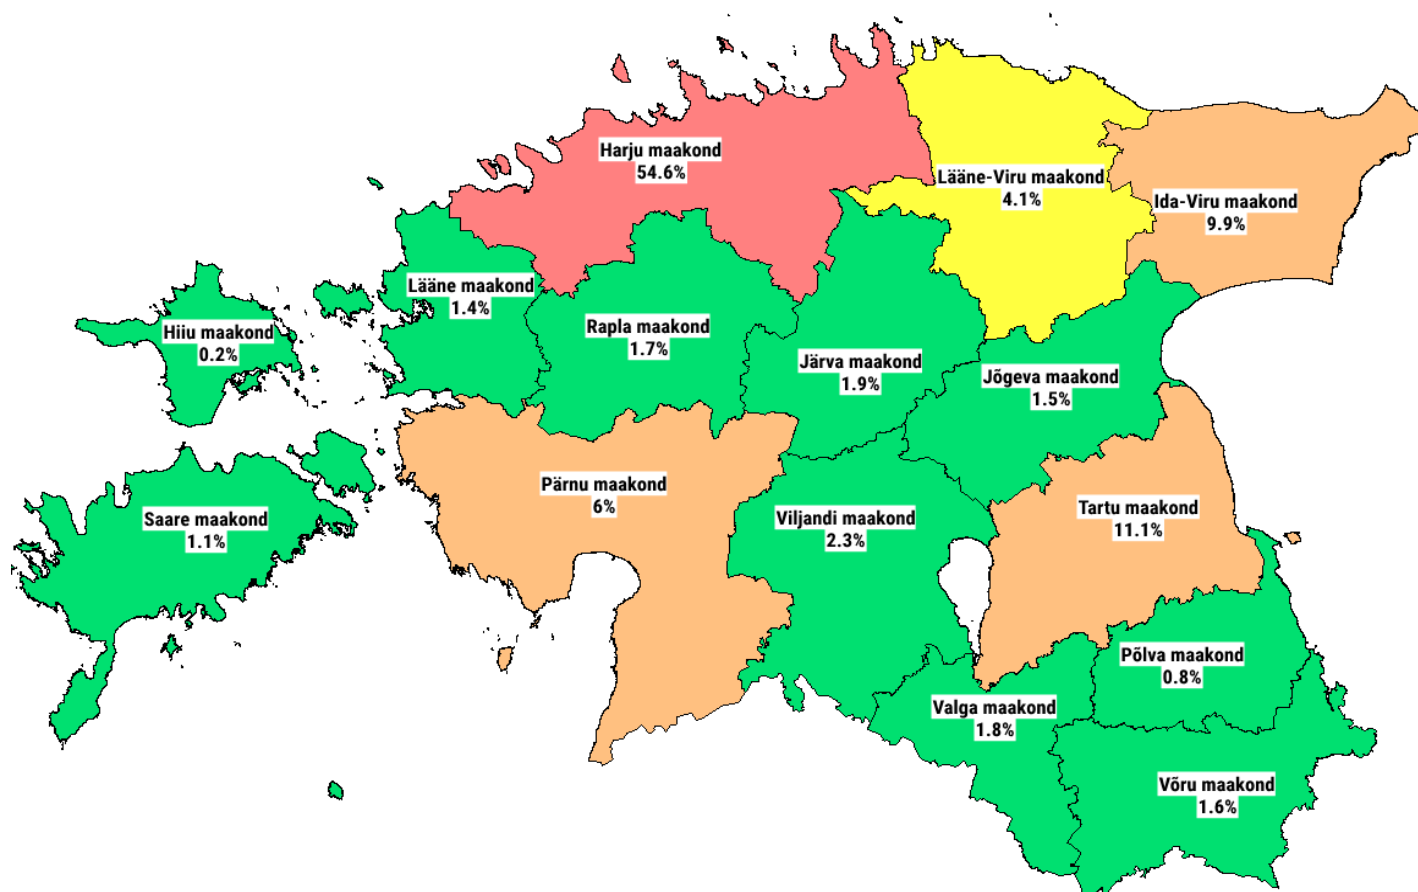 Harju maakond
54.6%
Lääne-Viru maakond
4.1%
Ida-Viru maakond
9.9%
Lääne maakond
1.4%
Hiiu maakond
0.2%
Rapla maakond
1.7%
Järva maakond
1.9%
Jõgeva maakond
1.5%
Pärnu maakond
6%
Saare maakond
1.1%
Viljandi maakond
2.3%
Tartu maakond
11.1%
Põlva maakond
0.8%
Valga maakond
1.8%
Võru maakond
1.6%